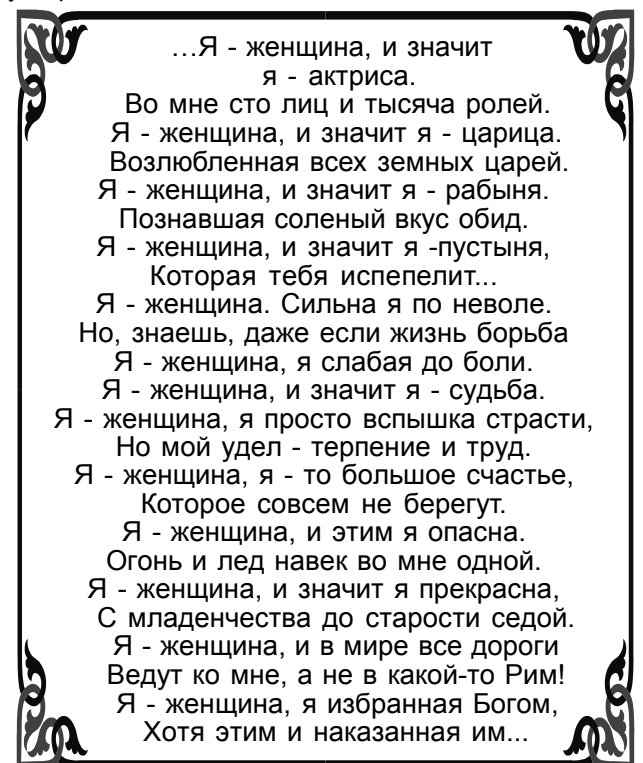 …Я - женщина, и значит
я - актриса.
Во мне сто лиц и тысяча ролей.
Я - женщина, и значит я - царица.
Возлюбленная всех земных царей.
Я - женщина, и значит я - рабыня.
Познавшая соленый вкус обид.
Я - женщина, и значит я -пустыня,
Которая тебя испепелит...
Я - женщина. Сильна я по неволе.
Но, знаешь, даже если жизнь борьба
Я - женщина, я слабая до боли.
Я - женщина, и значит я - судьба.
Я - женщина, я просто вспышка страсти,
Но мой удел - терпение и труд.
Я - женщина, я - то большое счастье,
Которое совсем не берегут.
Я - женщина, и этим я опасна.
Огонь и лед навек во мне одной.
Я - женщина, и значит я прекрасна,
С младенчества до старости седой.
Я - женщина, и в мире все дороги
Ведут ко мне, а не в какой-то Рим!
Я - женщина, я избранная Богом,
Хотя этим и наказанная им...